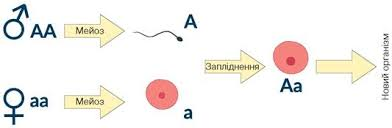 ♂ AA Мейоз A
Запліднення
Aa
Новий організм
♀ aa Мейоз a